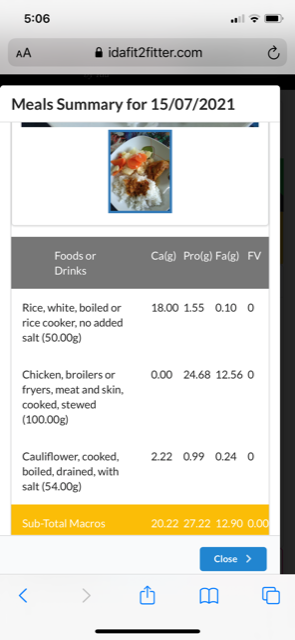 5:06
AA idafit2fitter.com
Meals Summary for 15/07/2021
Foods or Ca(g) Pro(g) Fa(g) FV
Drinks
Rice, white, boiled or 18.00 1.55 0.10 0
rice cooker, no added
salt (50.00g)
Chicken, broilers or 0.00 24.68 12.56 0
fryers, meat and skin,
cooked, stewed
(100.00g)
Cauliflower, cooked, 2.22 0.99 0.24 0
boiled, drained, with
salt (54.00g)
Sub-Total Macros 20.22 27.22 12.90 0.00
Close >